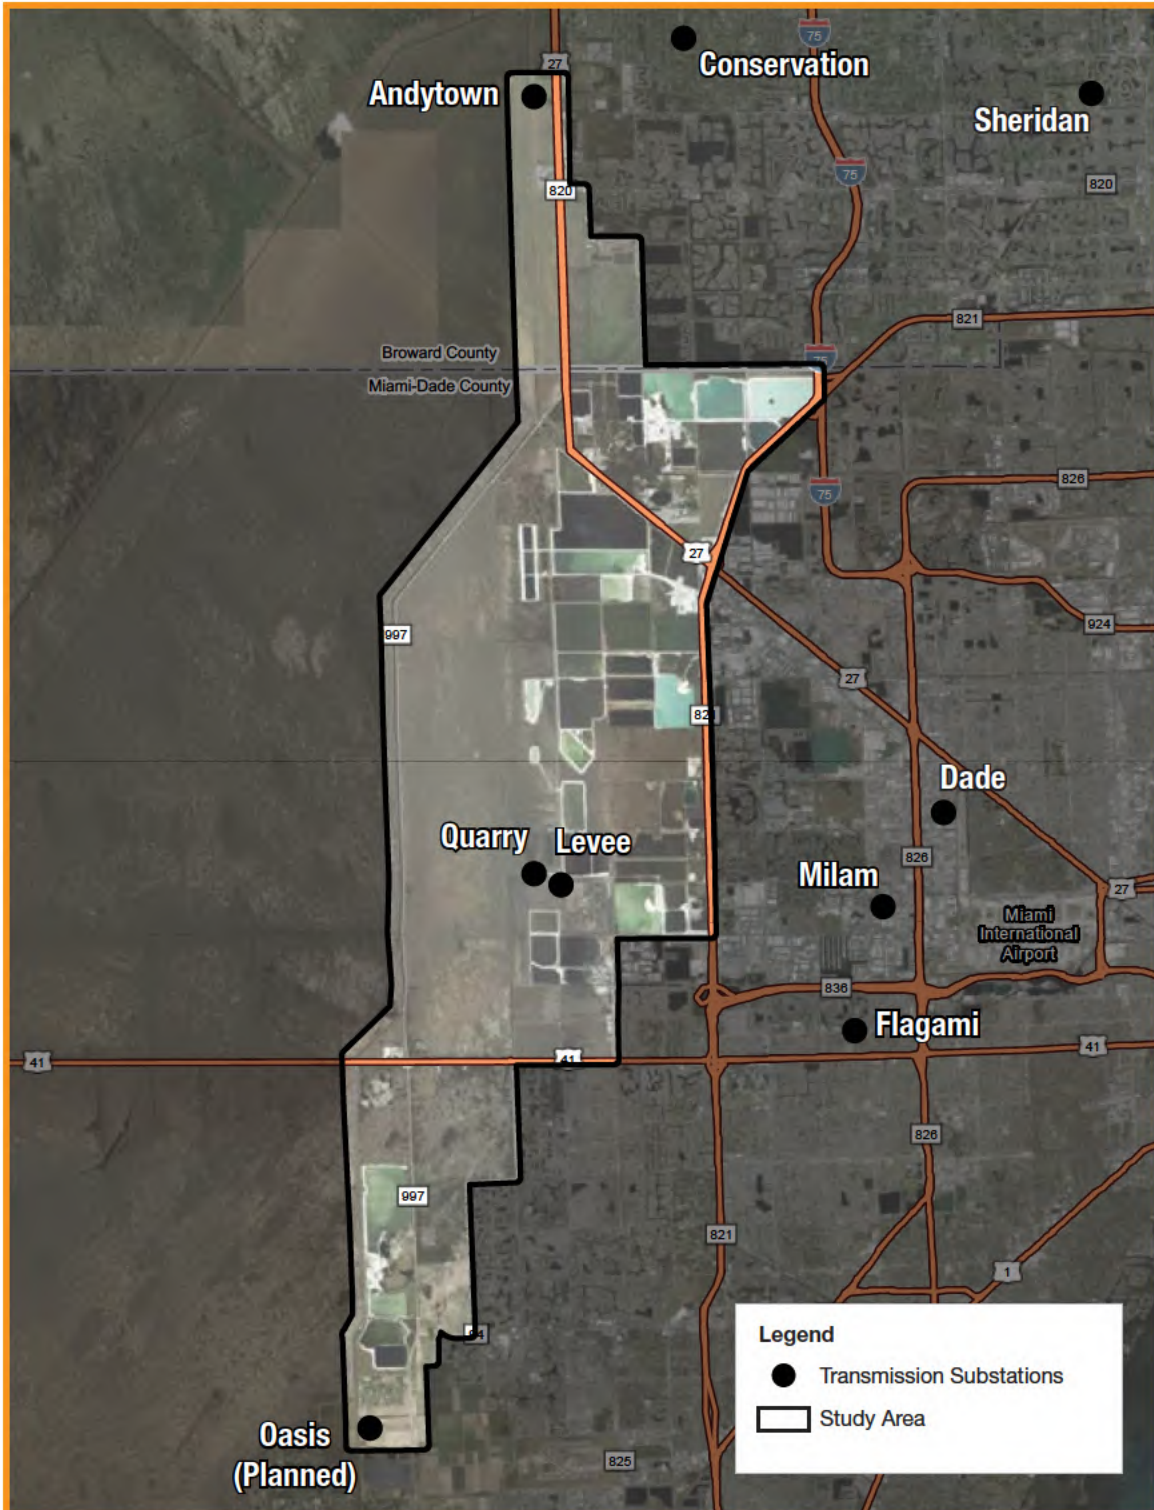 75
Conservation
27
Andytown
Sheridan
75
820
820
821
Broward County
75
Miami-Dade County
826
75
27
924
997
27
821
Dade
Quarry
Levee
826
Milam
27
Miami
International
Airport
836
Flagami
41
41
41
826
997
821
1
Legend
94
Transmission Substations
Study Area
Oasis
(Planned)
825